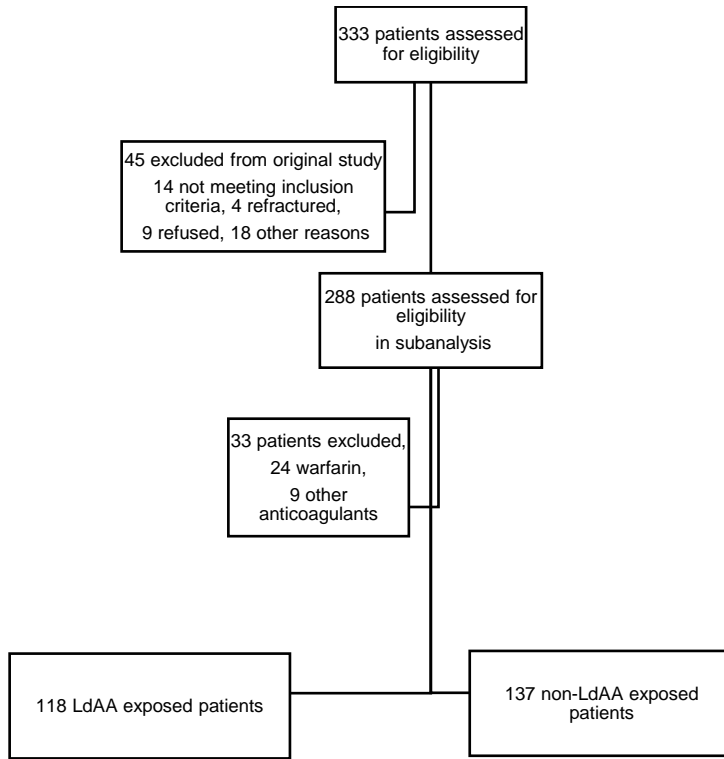 333 patients assessed
for eligibility
45 excluded from original study
14 not meeting inclusion
criteria, 4 refractured,
9 refused, 18 other reasons
288 patients assessed for
eligibility
in subanalysis
33 patients excluded,
24 warfarin,
9 other
anticoagulants
118 LdAA exposed patients
137 non-LdAA exposed
patients